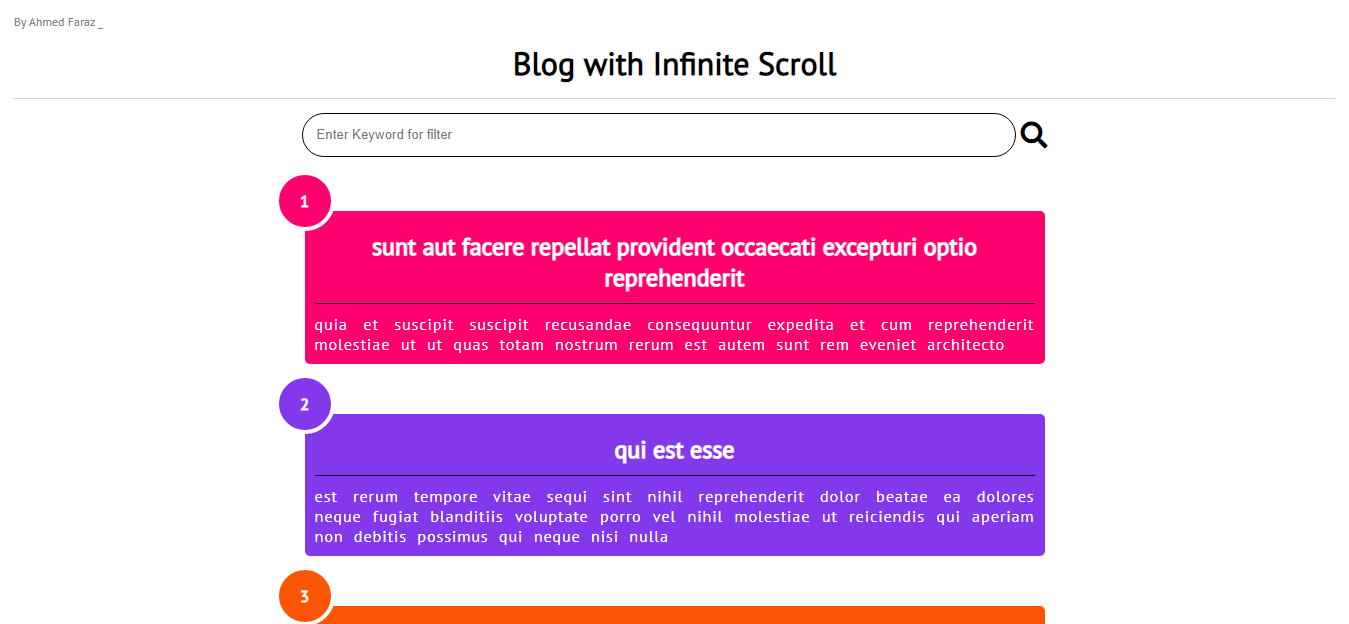 By Ahmed Faraz _
Blog with Infinite Scroll
Enter Keyword for filter
1
sunt aut facere repellat provident occaecati excepturi optio
reprehenderit
quia et suscipit suscipit recusandae consequuntur expedita et cum reprehenderit
molestiae ut ut quas totam nostrum rerum est autem sunt rem eveniet architecto
2
qui est esse
est rerum tempore vitae sequi sint nihil reprehenderit dolor beatae ea dolores
neque fugiat blanditiis voluptate porro vel nihil molestiae ut reiciendis qui aperiam
non debitis possimus qui neque nisi nulla
3